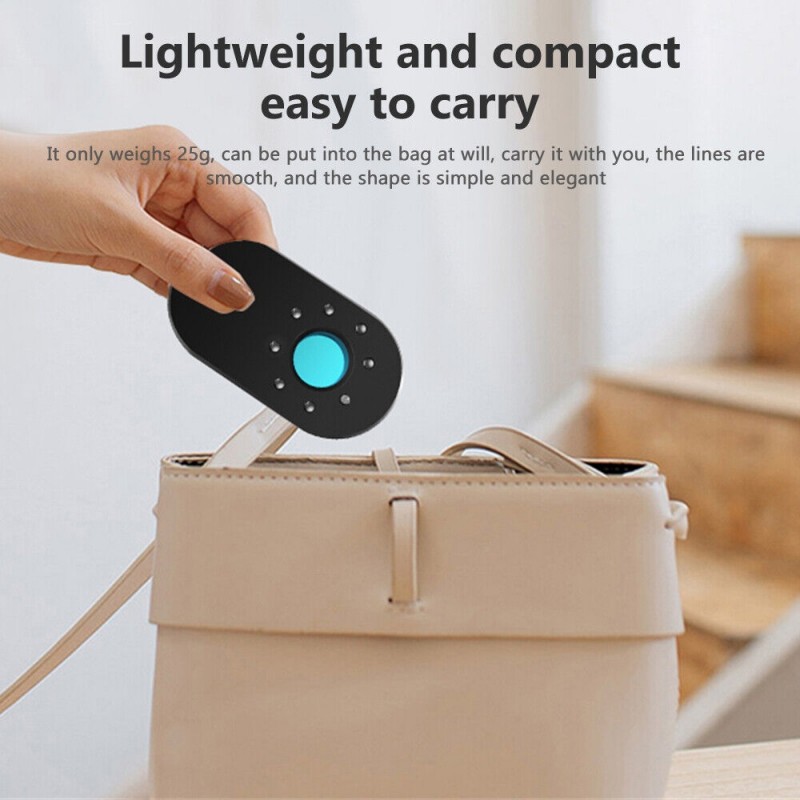 Lightweight and compact
easy to carry
It only weighs 25g, can be put into the bag at will, carry it with you, the lines are
smooth, and the shape is simple and elegant